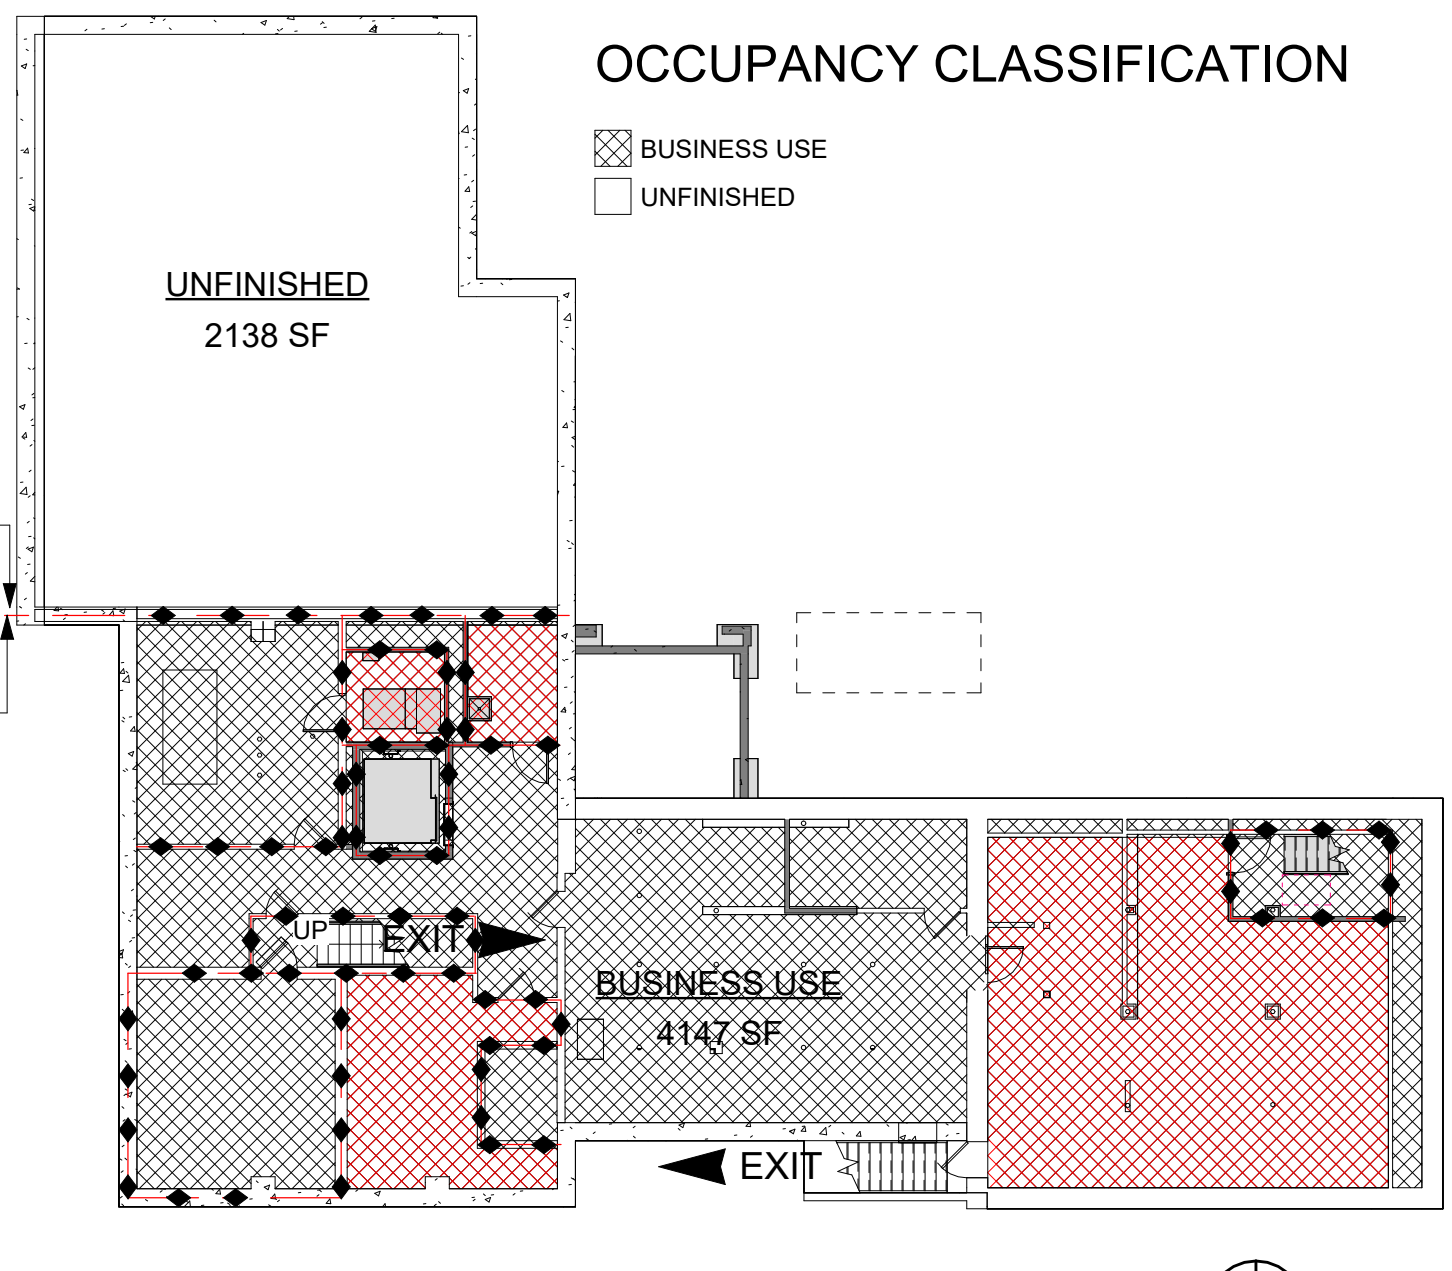 OCCUPANCY CLASSIFICATION
BUSINESS USE
UNFINISHED
UNFINISHED
2138 SF
UP
EXIT
BUSINESS USE
4147 SF
EXIT